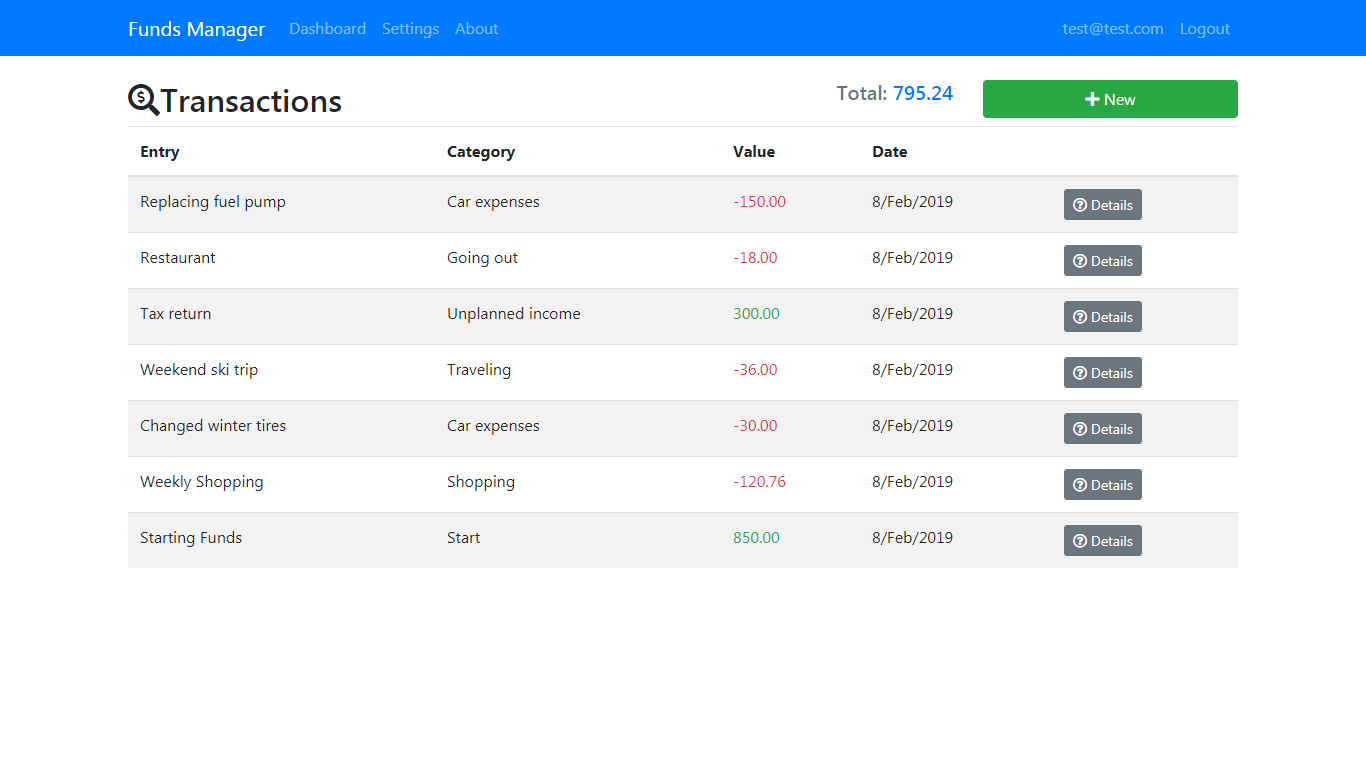 Funds Manager Dashboard Settings About test@test.com Logout
Transactions Total: 795.24 New
Entry Category Value Date
Replacing fuel pump Car expenses -150.00 8/Feb/2019 Details
Restaurant Going out -18.00 8/Feb/2019 Details
Tax return Unplanned income 300.00 8/Feb/2019 Details
Weekend ski trip Traveling -36.00 8/Feb/2019 Details
Changed winter tires Car expenses -30.00 8/Feb/2019 Details
Weekly Shopping Shopping -120.76 8/Feb/2019 Details
Starting Funds Start 850.00 8/Feb/2019 Details